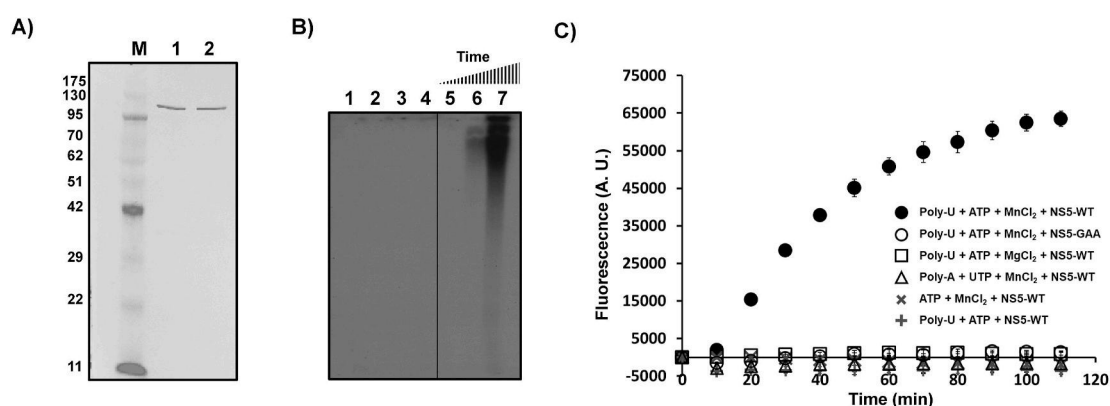 A)
M 1 2
175
130
95
70
62
51
42
29
22
11
B)
Time
1 2 3 4 5 6 7
C)
Fluorescecnce (A. U.)
75000
65000
55000
45000
35000
25000
15000
5000
-5000
Poly-U + ATP + MnCl₂ + NS5-WT
Poly-U + ATP + MnCl₂ + NS5-GAA
Poly-U + ATP + MgCl₂ + NS5-WT
Poly-A + UTP + MnCl₂ + NS5-WT
ATP + MnCl₂ + NS5-WT
Poly-U + ATP + NS5-WT
0 20 40 60 80 100 120
Time (min)